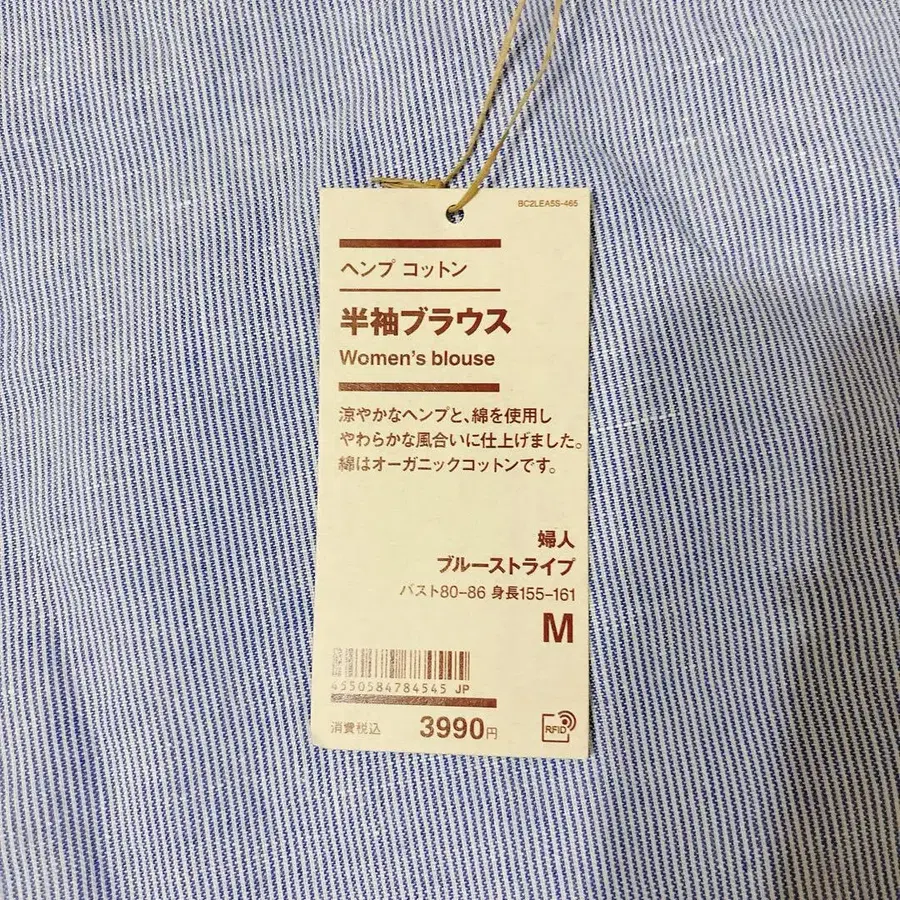 BC2LEA5S-465
ヘンプ コットン
半袖ブラウス
Women's blouse
涼やかなヘンプと、綿を使用し
やわらかな風合いに仕上げました。
綿はオーガニックコットンです。
婦人
ブルーストライプ
バスト80–86 身長155–161
M
4550584784545 JP
消費税込 3990円
RFID